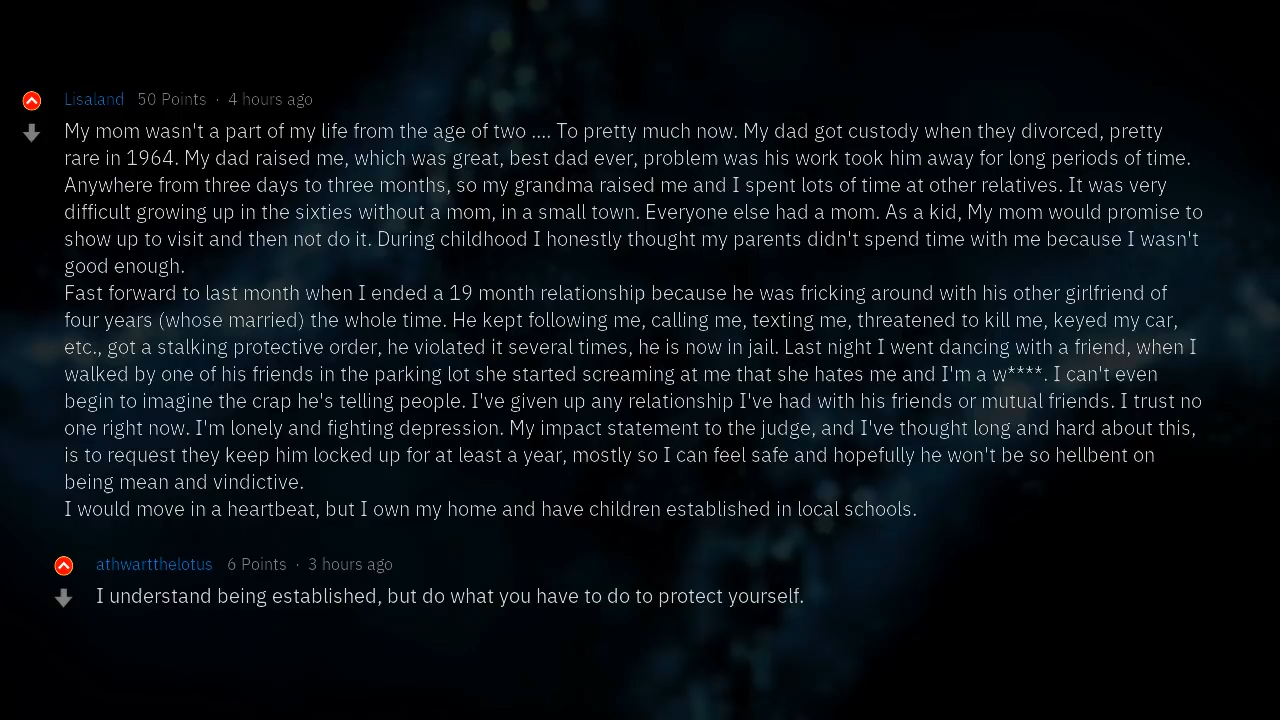 Lisaland 50 Points · 4 hours ago
My mom wasn't a part of my life from the age of two .... To pretty much now. My dad got custody when they divorced, pretty
rare in 1964. My dad raised me, which was great, best dad ever, problem was his work took him away for long periods of time.
Anywhere from three days to three months, so my grandma raised me and I spent lots of time at other relatives. It was very
difficult growing up in the sixties without a mom, in a small town. Everyone else had a mom. As a kid, My mom would promise to
show up to visit and then not do it. During childhood I honestly thought my parents didn't spend time with me because I wasn't
good enough.
Fast forward to last month when I ended a 19 month relationship because he was fricking around with his other girlfriend of
four years (whose married) the whole time. He kept following me, calling me, texting me, threatened to kill me, keyed my car,
etc., got a stalking protective order, he violated it several times, he is now in jail. Last night I went dancing with a friend, when I
walked by one of his friends in the parking lot she started screaming at me that she hates me and I'm a w****. I can't even
begin to imagine the crap he's telling people. I've given up any relationship I've had with his friends or mutual friends. I trust no
one right now. I'm lonely and fighting depression. My impact statement to the judge, and I've thought long and hard about this,
is to request they keep him locked up for at least a year, mostly so I can feel safe and hopefully he won't be so hellbent on
being mean and vindictive.
I would move in a heartbeat, but I own my home and have children established in local schools.
athwartthelotus 6 Points · 3 hours ago
I understand being established, but do what you have to do to protect yourself.